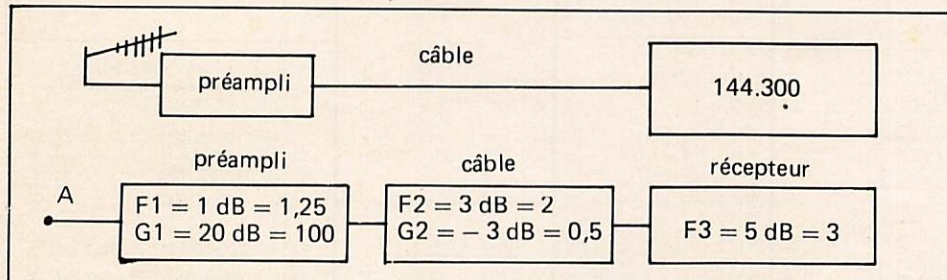 câble
préampli
144.300
préampli
câble
récepteur
A
F1 = 1 dB = 1,25
G1 = 20 dB = 100
F2 = 3 dB = 2
G2 = – 3 dB = 0,5
F3 = 5 dB = 3